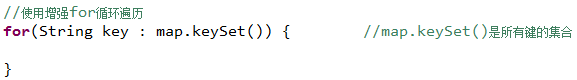 //使用增强for循环遍历
for(String key : map.keySet()) {        //map.keySet()是所有键的集合
}